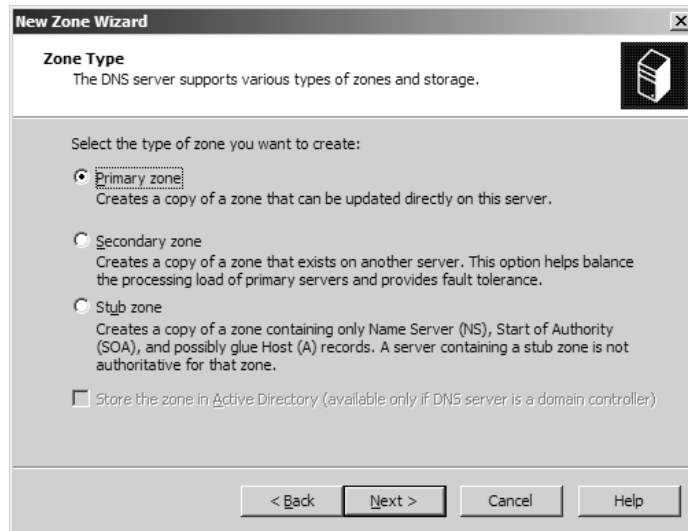 New Zone Wizard
Zone Type
The DNS server supports various types of zones and storage.
Select the type of zone you want to create:
Primary zone
Creates a copy of a zone that can be updated directly on this server.
Secondary zone
Creates a copy of a zone that exists on another server. This option helps balance
the processing load of primary servers and provides fault tolerance.
Stub zone
Creates a copy of a zone containing only Name Server (NS), Start of Authority
(SOA), and possibly glue Host (A) records. A server containing a stub zone is not
authoritative for that zone.
Store the zone in Active Directory (available only if DNS server is a domain controller)
< Back Next > Cancel Help